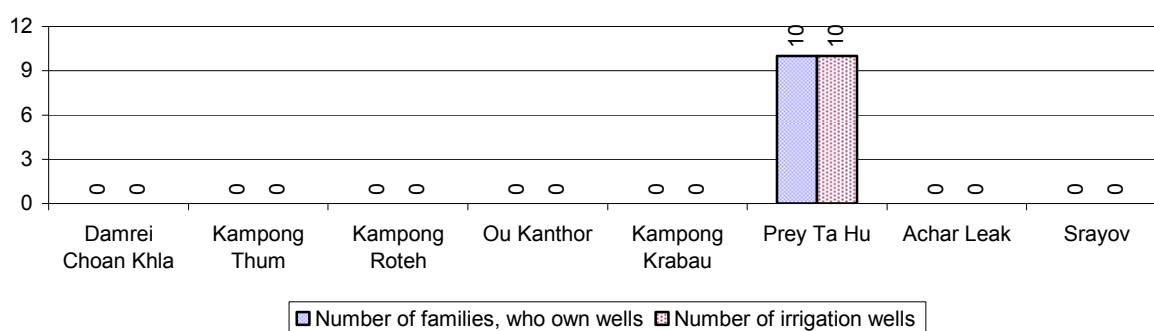 12
9
6
3
0
0 0 0 0 0 0 0 0 0 0 10 10 0 0 0 0
Damrei Choan Khla
Kampong Thum
Kampong Roteh
Ou Kanthor
Kampong Krabau
Prey Ta Hu
Achar Leak
Srayov
Number of families, who own wells
Number of irrigation wells